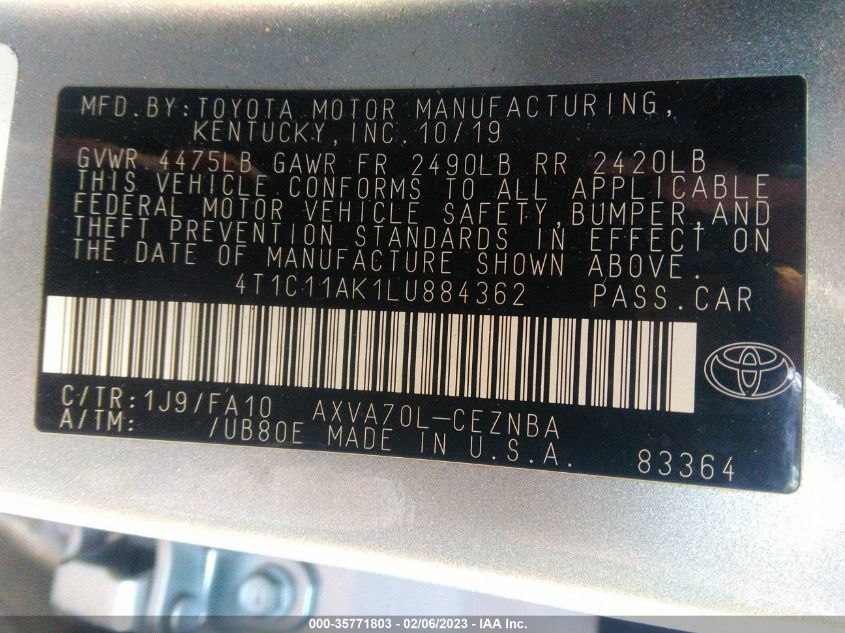 MFD.BY:TOYOTA MOTOR MANUFACTURING,
KENTUCKY,INC.10/19
GVWR 4475LB GAWR FR 2490LB RR 2420LB
THIS VEHICLE CONFORMS TO ALL APPLICABLE
FEDERAL MOTOR VEHICLE SAFETY,BUMPER,AND
THEFT PREVENTION STANDARDS IN EFFECT ON
THE DATE OF MANUFACTURE SHOWN ABOVE.
4T1C11AK1LU884362 PASS.CAR
C/TR:1J9/FA10 AXVA70L-CEZNBA
A/TM: /UB80E MADE IN U.S.A. 83364
000-35771803 - 02/06/2023 - IAA Inc.